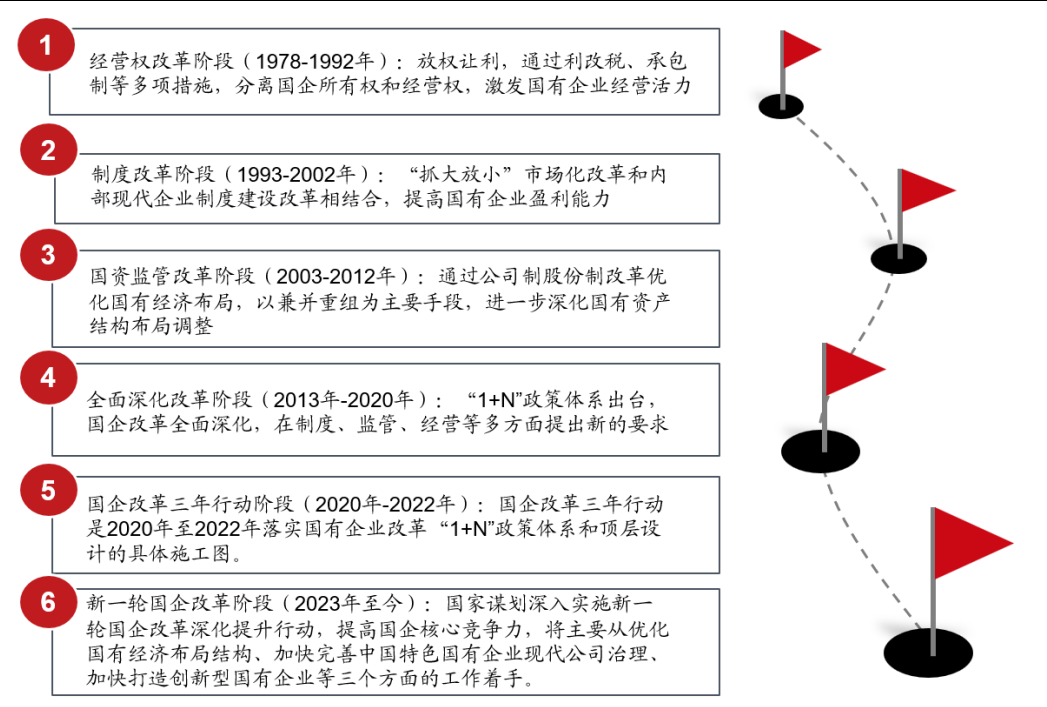 1
经营权改革阶段（1978-1992年）：放权让利，通过利改税、承包
制等多项措施，分离国企所有权和经营权，激发国有企业经营活力
2
制度改革阶段（1993-2002年）：“抓大放小”市场化改革和内
部现代企业制度建设改革相结合，提高国有企业盈利能力
3
国资监管改革阶段（2003-2012年）：通过公司制股份制改革优
化国有经济布局，以兼并重组为主要手段，进一步深化国有资产
结构布局调整
4
全面深化改革阶段（2013年-2020年）：“1+N”政策体系出台，
国企改革全面深化，在制度、监管、经营等多方面提出新的要求
5
国企改革三年行动阶段（2020年-2022年）：国企改革三年行动
是2020年至2022年落实国有企业改革“1+N”政策体系和顶层设
计的具体施工图。
6
新一轮国企改革阶段（2023年至今）：国家谋划深入实施新一
轮国企改革深化提升行动，提高国企核心竞争力，将主要从优化
国有经济布局结构、加快完善中国特色国有企业现代公司治理、
加快打造创新型国有企业等三个方面的工作着手。